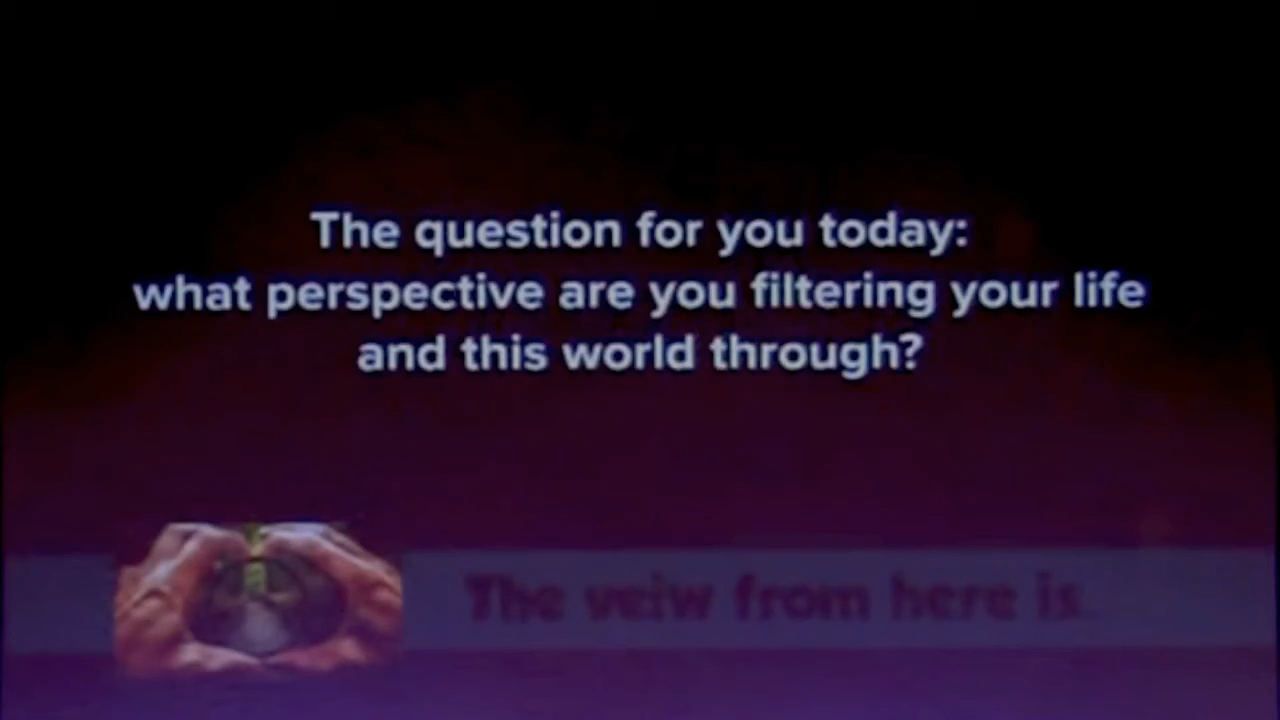 The question for you today:
what perspective are you filtering your life
and this world through?
The veiw from here is.